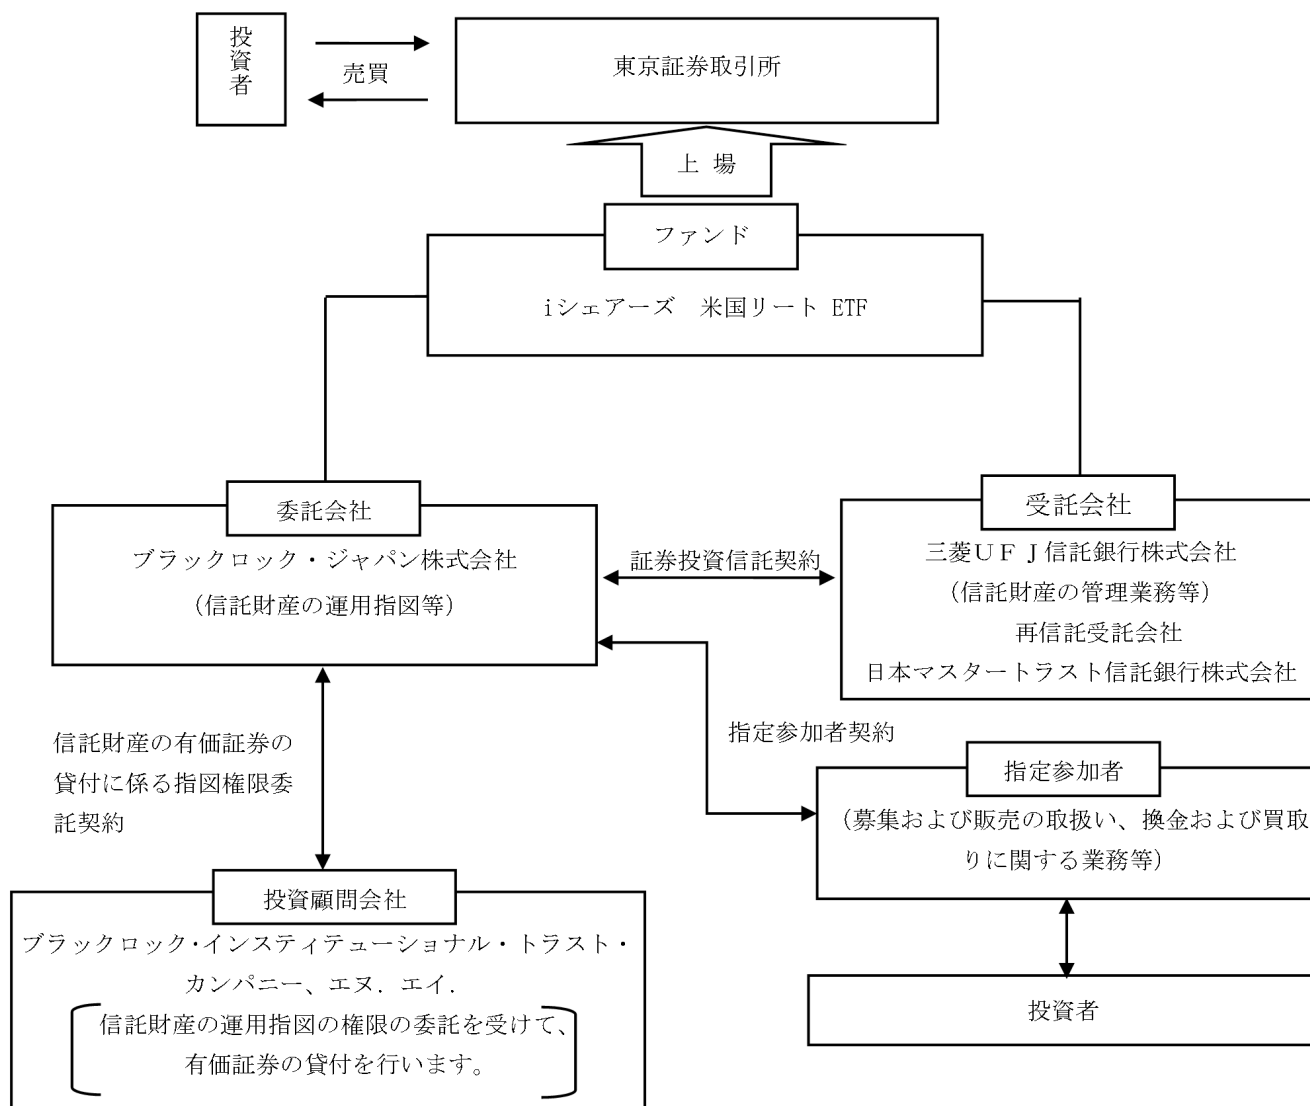 投
資
者
売買
東京証券取引所
上 場
ファンド
iシェアーズ 米国リート ETF
委託会社
ブラックロック・ジャパン株式会社
(信託財産の運用指図等)
証券投資信託契約
受託会社
三菱UFJ信託銀行株式会社
(信託財産の管理業務等)
再信託受託会社
日本マスタートラスト信託銀行株式会社
信託財産の有価証券の
貸付に係る指図権限委
託契約
指定参加者契約
指定参加者
(募集および販売の取扱い、換金および買取
りに関する業務等)
投資顧問会社
ブラックロック・インスティテューショナル・トラスト・
カンパニー、エヌ．エイ．
信託財産の運用指図の権限の委託を受けて、
有価証券の貸付を行います。
投資者